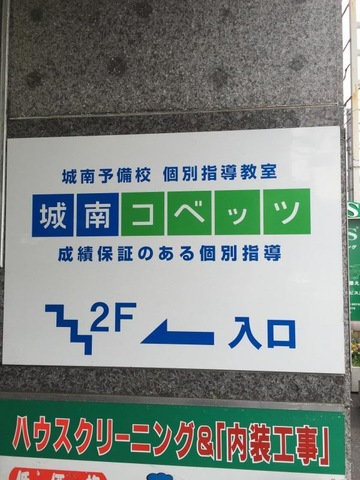 城南予備校 個別指導教室
城南コベッツ
成績保証のある個別指導
2F 入口
ハウスクリーニング&「内装工事」